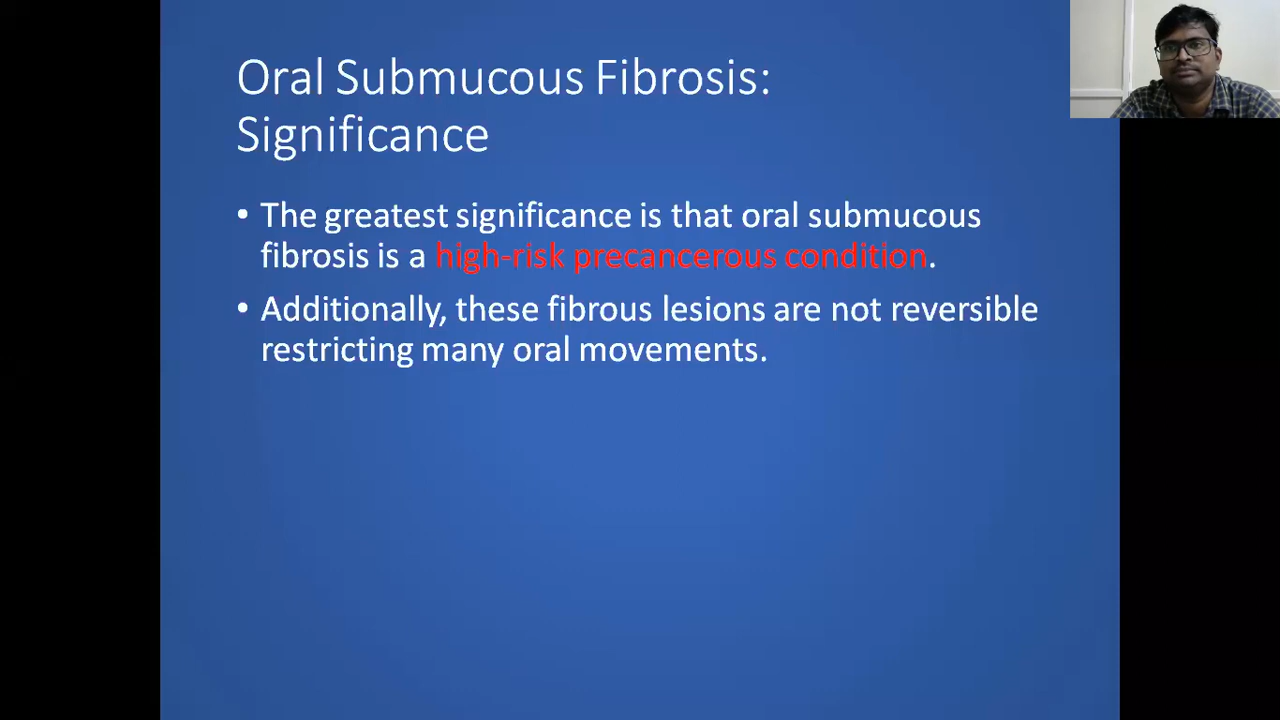 Oral Submucous Fibrosis:
Significance
• The greatest significance is that oral submucous
fibrosis is a high-risk precancerous condition.
• Additionally, these fibrous lesions are not reversible
restricting many oral movements.